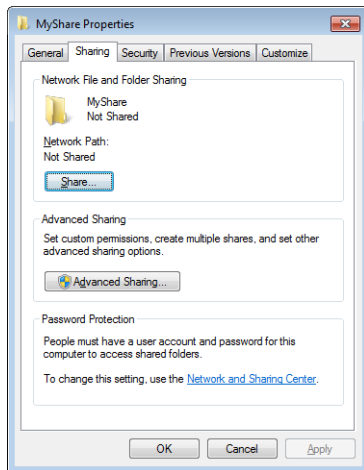 MyShare Properties
General Sharing Security Previous Versions Customize
Network File and Folder Sharing
MyShare
Not Shared
Network Path:
Not Shared
Share...
Advanced Sharing
Set custom permissions, create multiple shares, and set other
advanced sharing options.
Advanced Sharing...
Password Protection
People must have a user account and password for this
computer to access shared folders.
To change this setting, use the Network and Sharing Center.
OK Cancel Apply